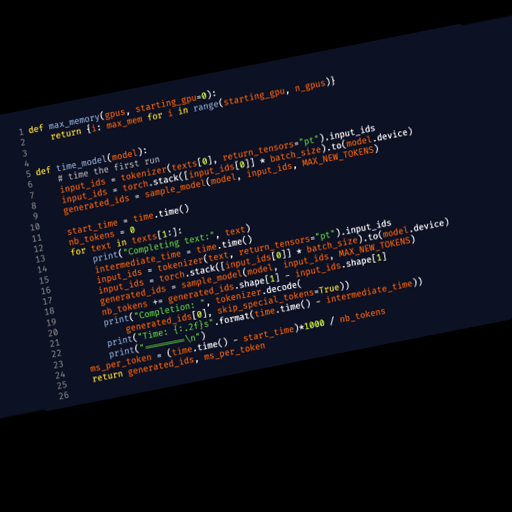 1 def max_memory(gpus, starting_gpu=0):
2     return {i: max_mem for i in range(starting_gpu, n_gpus)}
3
4
5 def time_model(model):
6     # time the first run
7     input_ids = tokenizer(texts[0], return_tensors="pt").input_ids
8     input_ids = torch.stack([input_ids[0]] * batch_size).to(model.device)
9     generated_ids = sample_model(model, input_ids, MAX_NEW_TOKENS)
10
11     start_time = time.time()
12     nb_tokens = 0
13     for text in texts[1:]:
14         print("Completing text:", text)
15         intermediate_time = time.time()
16         input_ids = tokenizer(text, return_tensors="pt").input_ids
17         input_ids = torch.stack([input_ids[0]] * batch_size).to(model.device)
18         generated_ids = sample_model(model, input_ids, MAX_NEW_TOKENS)
19         nb_tokens += generated_ids.shape[1] - input_ids.shape[1]
20         print("Completion: ", tokenizer.decode(
21             generated_ids[0], skip_special_tokens=True))
22         print("Time: {:.2f}s".format(time.time() - intermediate_time))
23         print("========\n")
24     ms_per_token = (time.time() - start_time)*1000 / nb_tokens
25     return generated_ids, ms_per_token
26